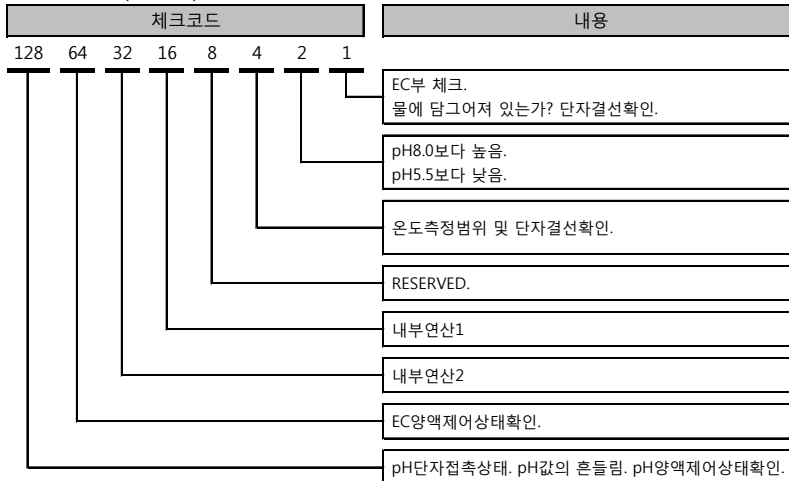 체크코드
내용
128 64 32 16 8 4 2 1
EC부 체크.
물에 담그어져 있는가? 단자결선확인.
pH8.0보다 높음.
pH5.5보다 낮음.
온도측정범위 및 단자결선확인.
RESERVED.
내부연산1
내부연산2
EC양액제어상태확인.
pH단자접촉상태. pH값의 흔들림. pH양액제어상태확인.